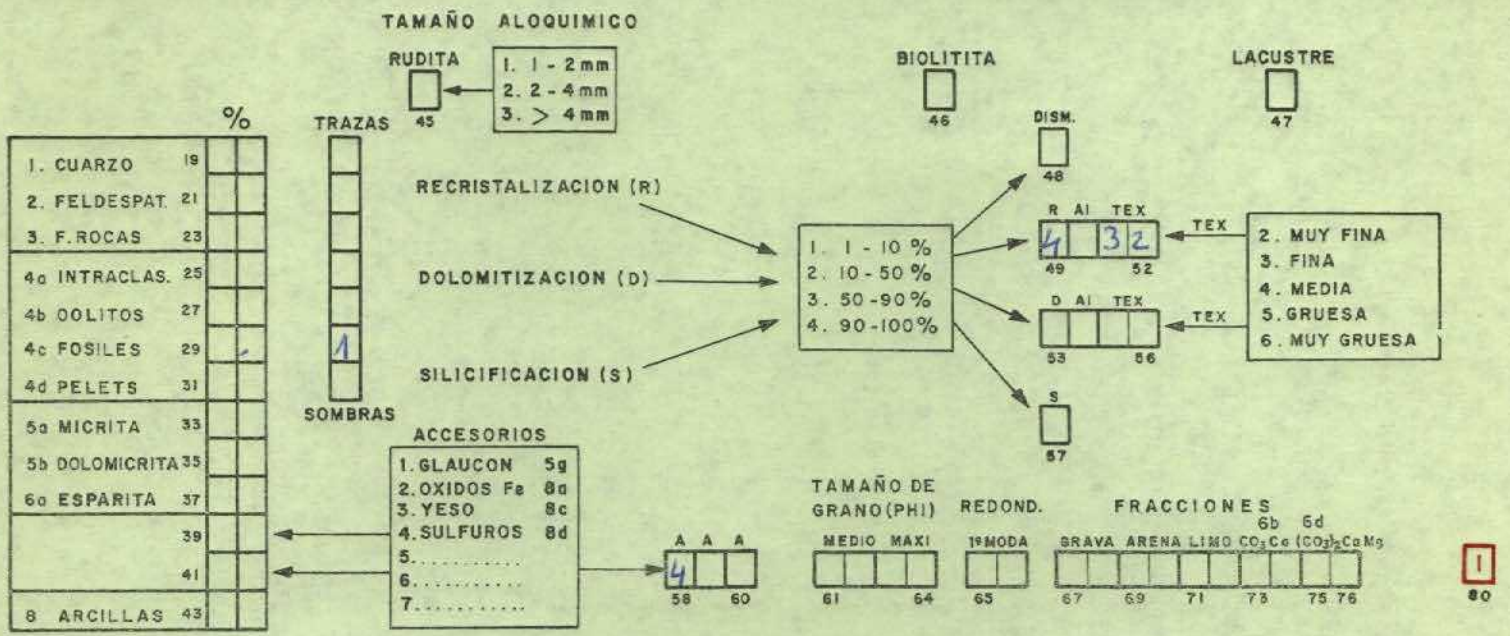 TAMAÑO ALOQUIMICO
RUDITA
45
1. 1 - 2 mm
2. 2 - 4 mm
3. > 4 mm
BIOLITITA
46
LACUSTRE
47
%
1. CUARZO 19
2. FELDESPAT. 21
3. F. ROCAS 23
4a INTRACLAS. 25
4b OOLITOS 27
4c FOSILES 29
4d PELETS 31
5a MICRITA 33
5b DOLOMICRITA 35
6a ESPARITA 37
39
41
8 ARCILLAS 43
TRAZAS
1
SOMBRAS
RECRISTALIZACION (R)
DOLOMITIZACION (D)
SILICIFICACION (S)
1. 1 - 10 %
2. 10 - 50 %
3. 50 - 90 %
4. 90 - 100%
DISM.
48
R AI TEX
4 3 2
49 52
D AI TEX
53 56
S
57
TEX
TEX
2. MUY FINA
3. FINA
4. MEDIA
5. GRUESA
6. MUY GRUESA
ACCESORIOS
1. GLAUCON 5g
2. OXIDOS Fe 8a
3. YESO 8c
4. SULFUROS 8d
5...........
6...........
7...........
A A A
4
58 60
TAMAÑO DE
GRANO (PHI)
MEDIO MAXI
61 64
REDOND.
1ª MODA
65
FRACCIONES
6b 6d
GRAVA ARENA LIMO CO₃Ca (CO₃)₂CaMg
67 69 71 73 75 76
1
80